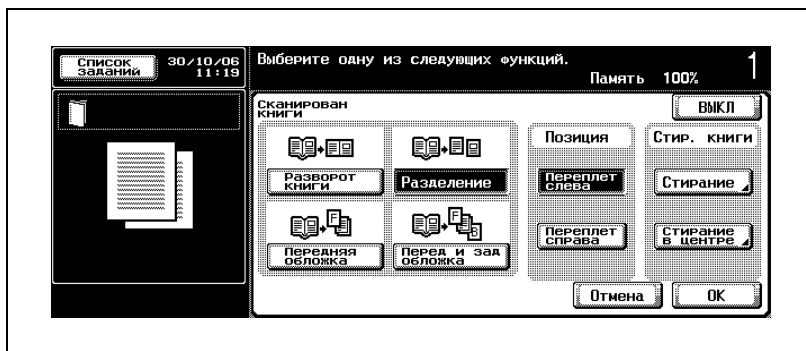 Список
заданий
30/10/06
11:19
Выберите одну из следующих функций.
Память 100%
1
Сканирован
книги
ВЫКЛ
Позиция
Стир. книги
Разворот
книги
Разделение
Переплет
слева
Стирание
Передняя
обложка
Перед и зад
обложка
Переплет
справа
Стирание
в центре
Отмена
OK